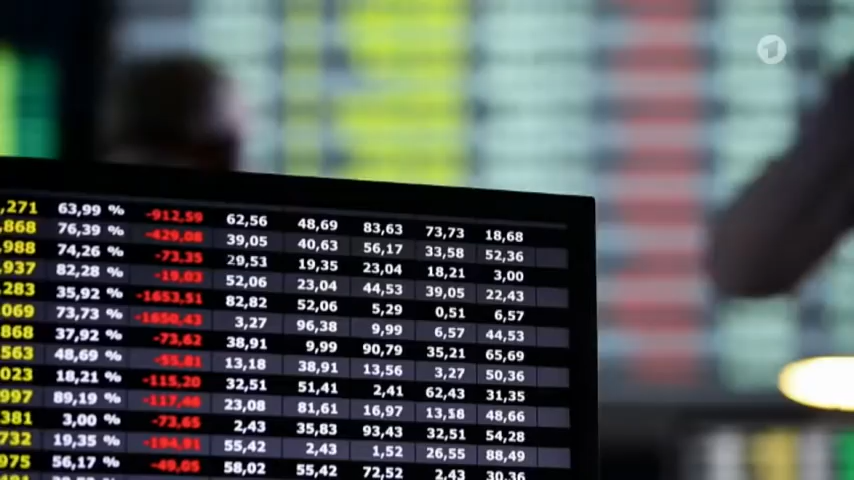 ,271 63,99 % -912,59 62,56 48,69 83,63 73,73 18,68
,868 76,39 % -429,08 39,05 40,63 56,17 33,58 52,36
,988 74,26 % -73,35 29,53 19,35 23,04 18,21 3,00
,937 82,28 % -19,03 52,06 23,04 44,53 39,05 22,43
,283 35,92 % -1653,51 82,82 52,06 5,29 0,51 6,57
,069 73,73 % -1650,43 3,27 96,38 9,99 6,57 44,53
,868 37,92 % -73,62 38,91 9,99 90,79 35,21 65,69
,563 48,69 % -55,81 13,18 38,91 13,56 3,27 50,36
,023 18,21 % -115,20 32,51 51,41 2,41 62,43 31,35
,997 89,19 % -117,46 23,08 81,61 16,97 13,18 48,66
,381 3,00 % -73,65 2,43 35,83 93,43 32,51 54,28
,732 19,35 % -194,91 55,42 2,43 1,52 26,55 88,49
,975 56,17 % -49,05 58,02 55,42 72,52 2,43 30,36